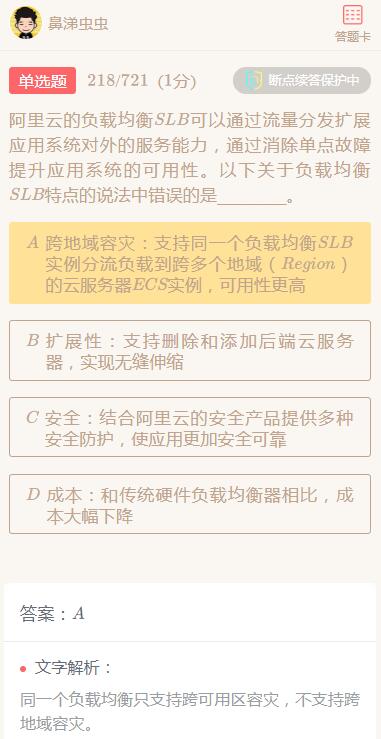 鼻涕虫虫
答题卡
单选题 218/721 (1分) 断点续答保护中
阿里云的负载均衡SLB可以通过流量分发扩展
应用系统对外的服务能力，通过消除单点故障
提升应用系统的可用性。以下关于负载均衡
SLB特点的说法中错误的是________。
A 跨地域容灾：支持同一个负载均衡SLB
实例分流负载到跨多个地域（Region）
的云服务器ECS实例，可用性更高
B 扩展性：支持删除和添加后端云服务
器，实现无缝伸缩
C 安全：结合阿里云的安全产品提供多种
安全防护，使应用更加安全可靠
D 成本：和传统硬件负载均衡器相比，成
本大幅下降
答案：A
文字解析：
同一个负载均衡只支持跨可用区容灾，不支持跨
地域容灾。